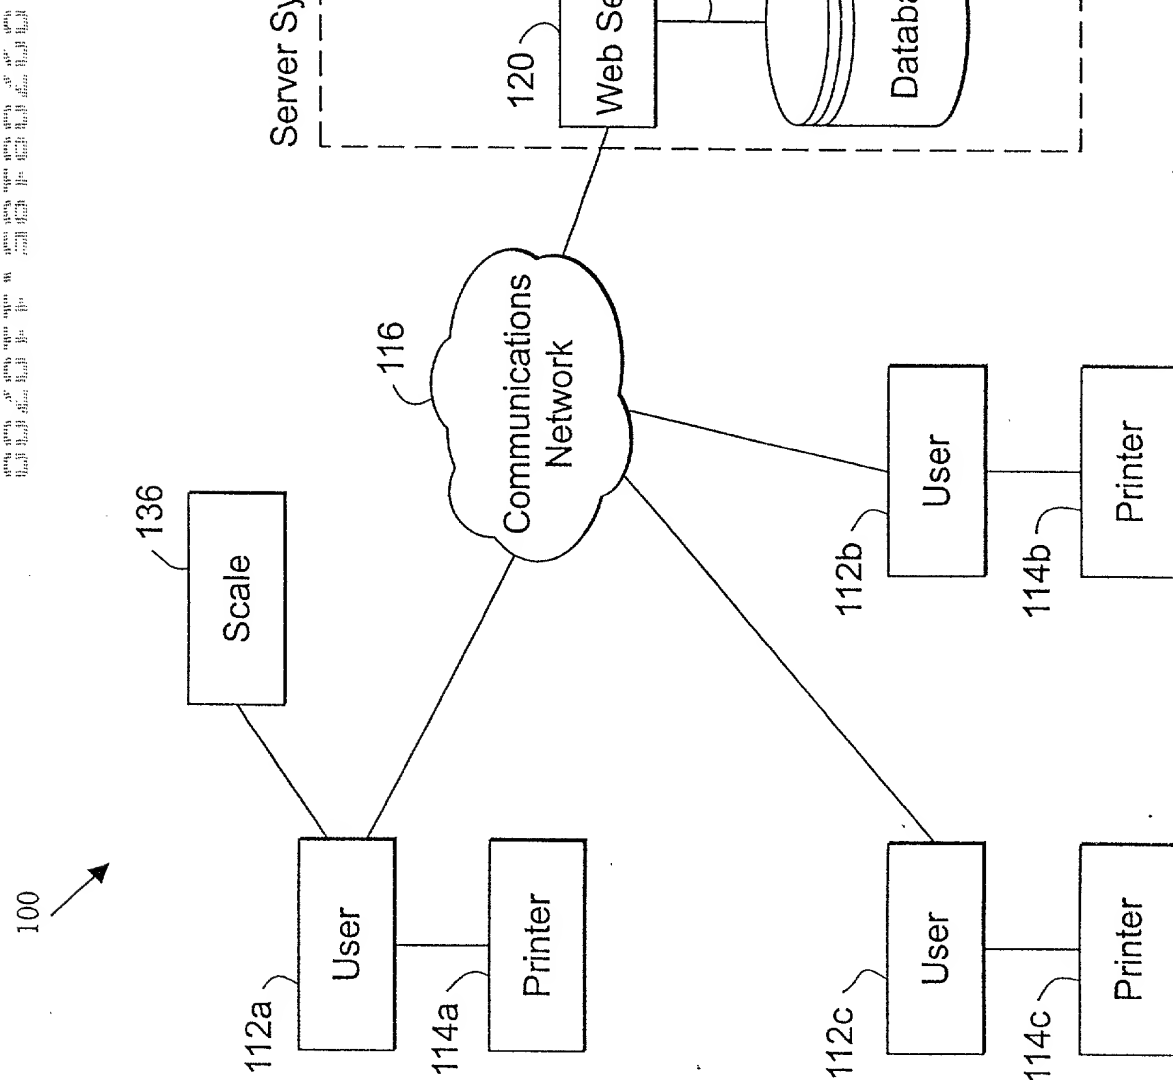 100
Scale
136
User
112a
Printer
114a
116
Communications
Network
Server Sy
120
Web Se
Databa
User
112b
Printer
114b
User
112c
Printer
114c